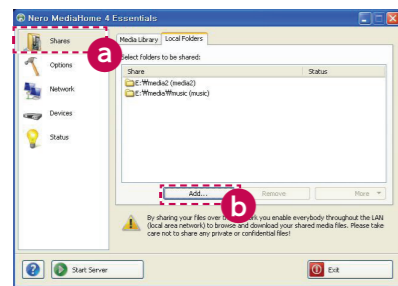 Nero MediaHome 4 Essentials
Shares
Options
Network
Devices
Status
a
Media Library Local Folders
Select folders to be shared:
Share Status
E:₩media2 (media2)
E:₩media₩music (music)
Add... Remove More
b
By sharing your files over the network you enable everybody throughout the LAN
(local area network) to browse and download your shared media files. Please take
care not to share any private or confidential files!
Start Server Exit